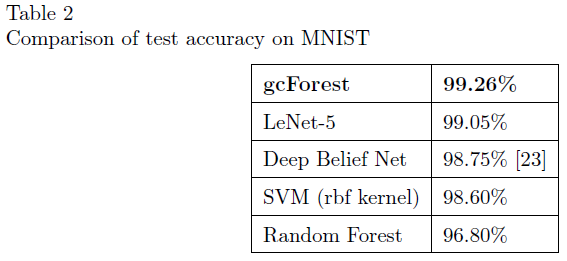 Table 2
Comparison of test accuracy on MNIST
gcForest 99.26%
LeNet-5 99.05%
Deep Belief Net 98.75% [23]
SVM (rbf kernel) 98.60%
Random Forest 96.80%